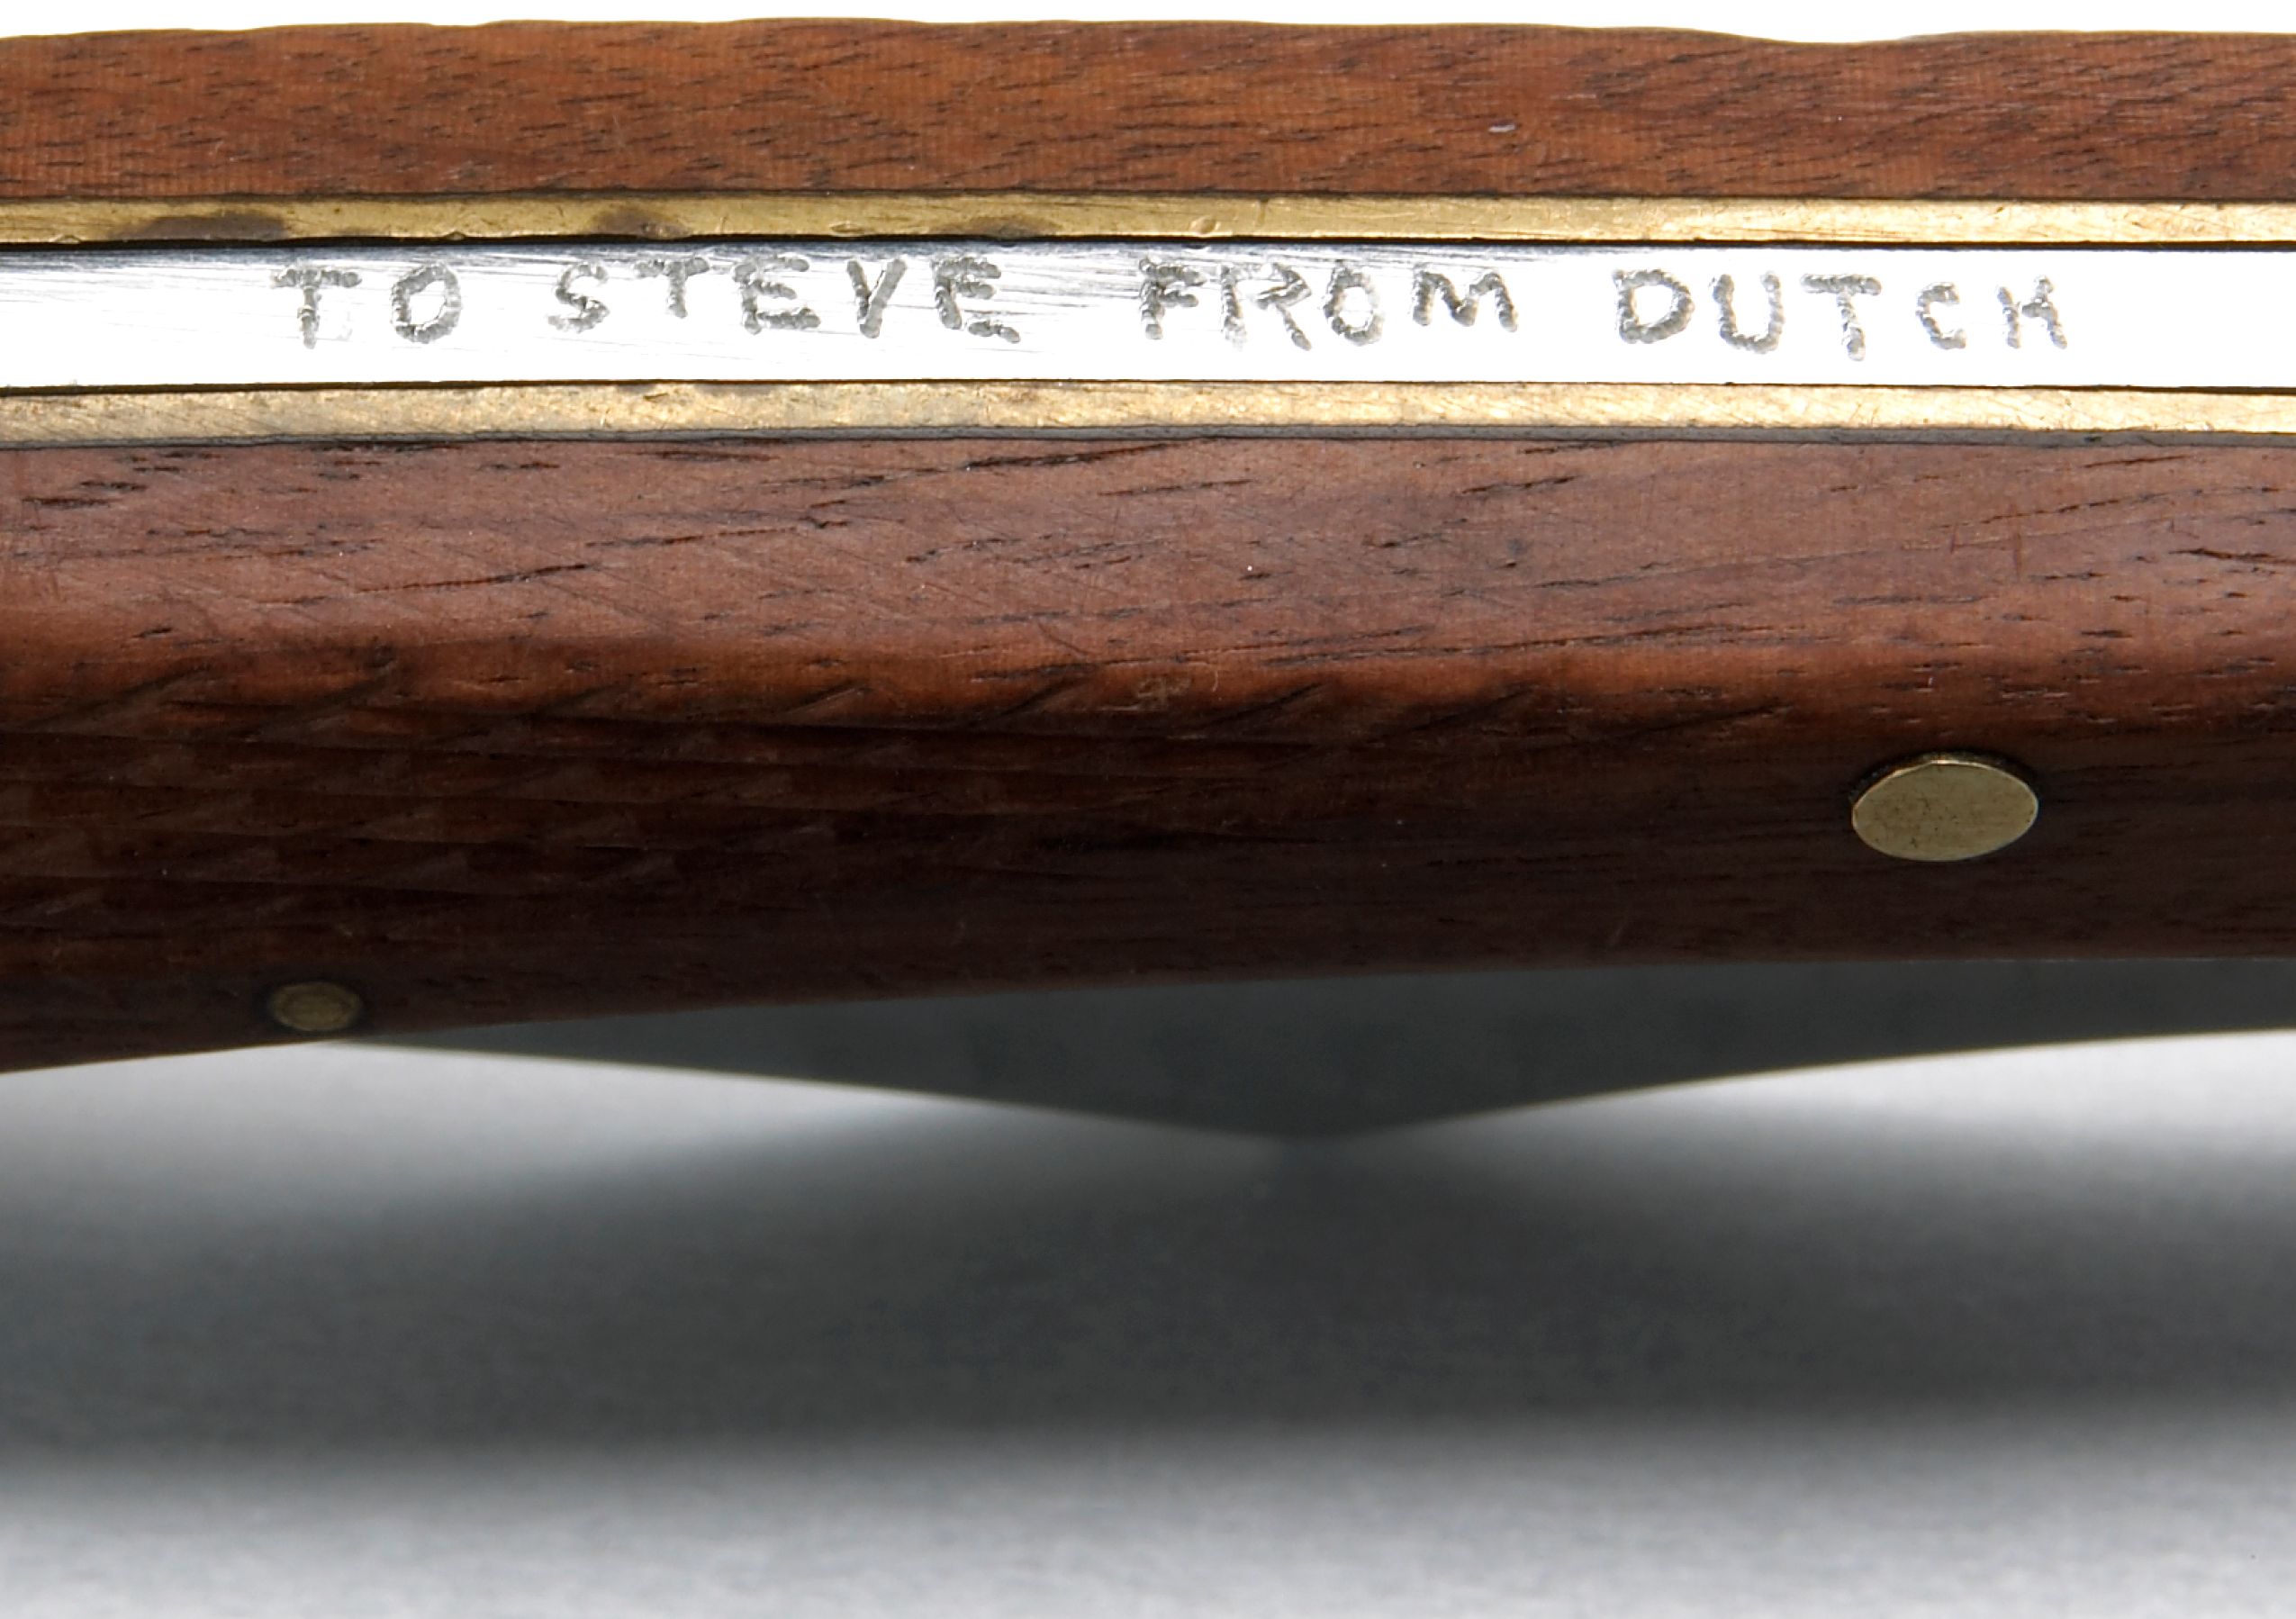 TO STEVE FROM DUTCH